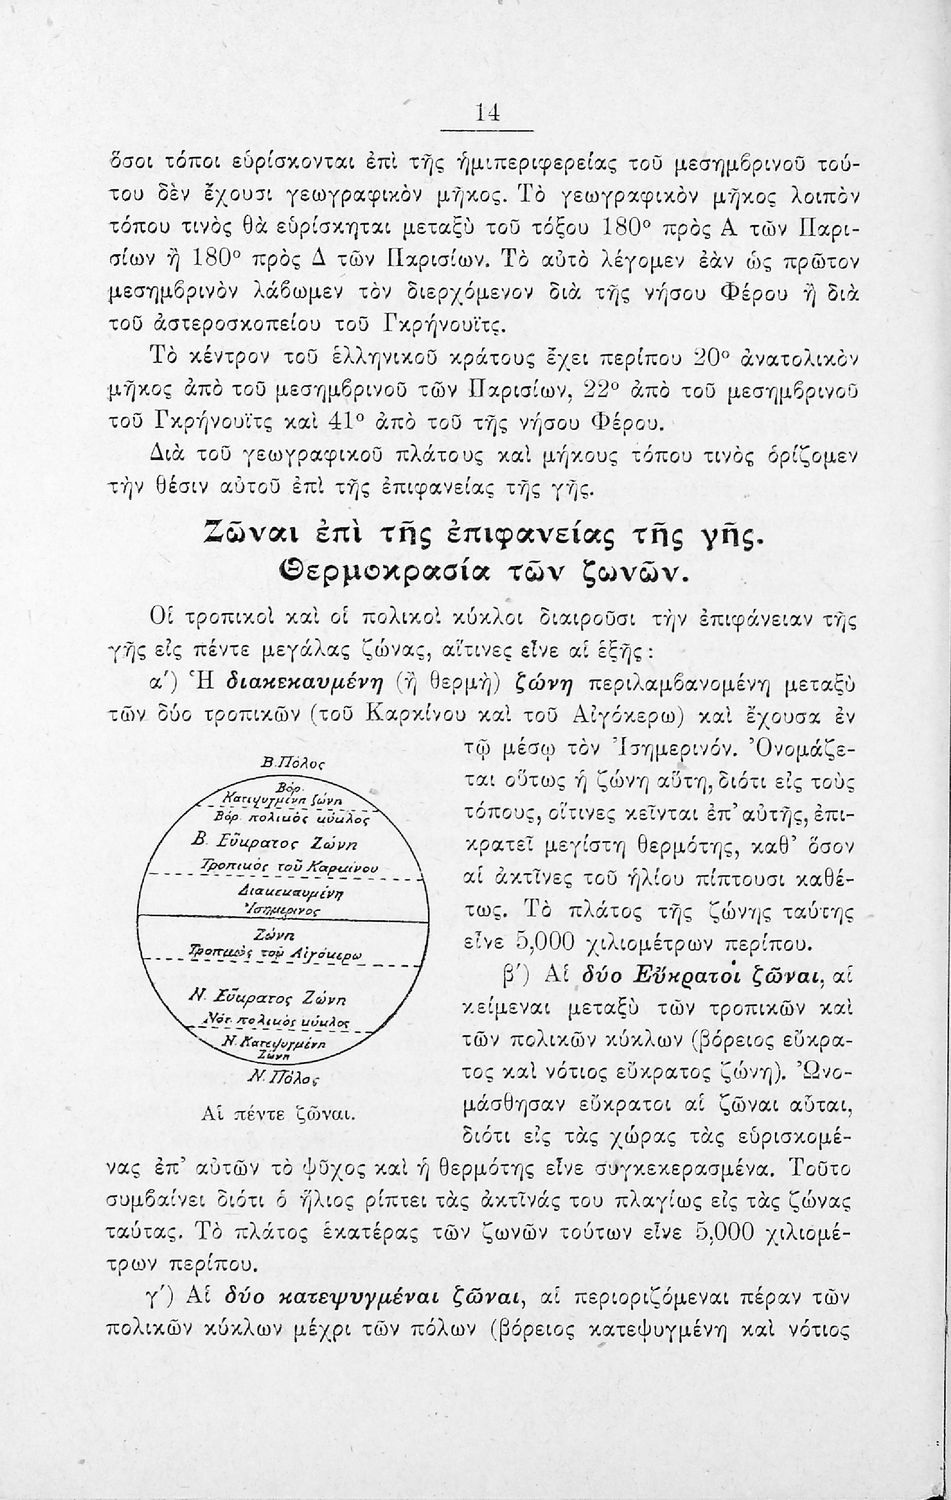 14
ὅσοι τόποι εὑρίσκονται ἐπὶ τῆς ἡμιπεριφερείας τοῦ μεσημϐρινοῦ τού-
του δὲν ἔχουσι γεωγραφικὸν μῆκος. Τὸ γεωγραφικὸν μῆκος λοιπὸν
τόπου τινὸς θὰ εὑρίσκηται μεταξὺ τοῦ τόξου 180° πρὸς Α τῶν Παρι-
σίων ἢ 180° πρὸς Δ τῶν Παρισίων. Τὸ αὐτὸ λέγομεν ἐὰν ὡς πρῶτον
μεσημϐρινὸν λάϐωμεν τὸν διερχόμενον διὰ τῆς νήσου Φέρου ἢ διὰ
τοῦ ἀστεροσκοπείου τοῦ Γκρήνουϊτς.
Τὸ κέντρον τοῦ ἑλληνικοῦ κράτους ἔχει περίπου 20° ἀνατολικὸν
μῆκος ἀπὸ τοῦ μεσημϐρινοῦ τῶν Παρισίων, 22° ἀπὸ τοῦ μεσημϐρινοῦ
τοῦ Γκρήνουϊτς καὶ 41° ἀπὸ τοῦ τῆς νήσου Φέρου.
Διὰ τοῦ γεωγραφικοῦ πλάτους καὶ μήκους τόπου τινὸς ὁρίζομεν
τὴν θέσιν αὐτοῦ ἐπὶ τῆς ἐπιφανείας τῆς γῆς.
Ζῶναι ἐπὶ τῆς ἐπιφανείας τῆς γῆς.
Θερμοκρασία τῶν ζωνῶν.
Οἱ τροπικοὶ καὶ οἱ πολικοὶ κύκλοι διαιροῦσι τὴν ἐπιφάνειαν τῆς
γῆς εἰς πέντε μεγάλας ζώνας, αἵτινες εἶνε αἱ ἑξῆς:
α΄) Ἡ διακεκαυμένη (ἢ θερμὴ) ζώνη περιλαμϐανομένη μεταξὺ
τῶν δύο τροπικῶν (τοῦ Καρκίνου καὶ τοῦ Αἰγόκερω) καὶ ἔχουσα ἐν
τῷ μέσῳ τὸν Ἰσημερινόν. Ὀνομάζε-
ται οὕτως ἡ ζώνη αὕτη, διότι εἰς τοὺς
τόπους, οἵτινες κεῖνται ἐπ᾿ αὐτῆς, ἐπι-
κρατεῖ μεγίστη θερμότης, καθ᾿ ὅσον
αἱ ἀκτῖνες τοῦ ἡλίου πίπτουσι καθέ-
τως. Τὸ πλάτος τῆς ζώνης ταύτης
εἶνε 5,000 χιλιομέτρων περίπου.
β΄) Αἱ δύο Εὔκρατοι ζῶναι, αἱ
κείμεναι μεταξὺ τῶν τροπικῶν καὶ
τῶν πολικῶν κύκλων (βόρειος εὔκρα-
τος καὶ νότιος εὔκρατος ζώνη). Ὠνο-
μάσθησαν εὔκρατοι αἱ ζῶναι αὗται,
διότι εἰς τὰς χώρας τὰς εὑρισκομέ-
νας ἐπ᾿ αὐτῶν τὸ ψῦχος καὶ ἡ θερμότης εἶνε συγκεκερασμένα. Τοῦτο
συμϐαίνει διότι ὁ ἥλιος ρίπτει τὰς ἀκτῖνάς του πλαγίως εἰς τὰς ζώνας
ταύτας. Τὸ πλάτος ἑκατέρας τῶν ζωνῶν τούτων εἶνε 5,000 χιλιομέ-
τρων περίπου.
γ΄) Αἱ δύο κατεψυγμέναι ζῶναι, αἱ περιοριζόμεναι πέραν τῶν
πολικῶν κύκλων μέχρι τῶν πόλων (βόρειος κατεψυγμένη καὶ νότιος
Β. Πόλος
Βόρ.
Κατεψυγμένη ζώνη
Βόρ. πολικὸς κύκλος
Β. Εὔκρατος Ζώνη
Τροπικὸς τοῦ Καρκίνου
Διακεκαυμένη
Ἰσημερινος
Ζώνη
Τροπικὸς τοῦ Αἰγόκερω
Ν. Εὔκρατος Ζώνη
Νότ. πολικὸς κύκλος
Ν. Κατεψυγμένη
Ζώνη
Ν. Πόλος
Αἱ πέντε ζῶναι.